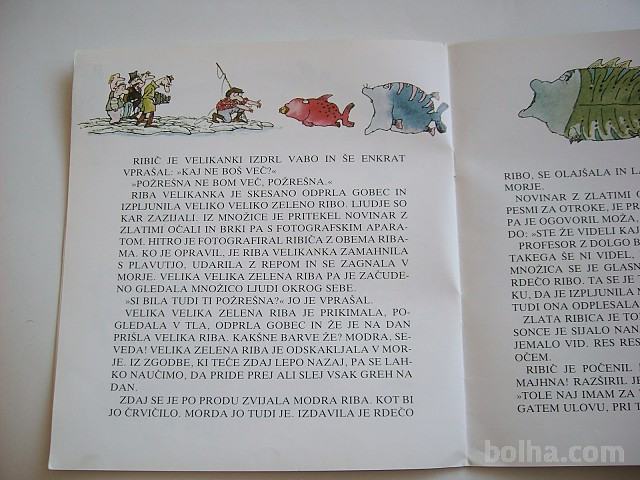 RIBIČ JE VELIKANKI IZDRL VABO IN ŠE ENKRAT
VPRAŠAL: »KAJ NE BOŠ VEČ?«
»POŽREŠNA NE BOM VEČ, POŽREŠNA.«
RIBA VELIKANKA JE SKESANO ODPRLA GOBEC IN
IZPLJUNILA VELIKO VELIKO ZELENO RIBO. LJUDJE SO
KAR ZAZIJALI. IZ MNOŽICE JE PRITEKEL NOVINAR Z
ZLATIMI OČALI IN BRKI PA S FOTOGRAFSKIM APARA-
TOM. HITRO JE FOTOGRAFIRAL RIBIČA Z OBEMA RIBA-
MA. KO JE OPRAVIL, JE RIBA VELIKANKA ZAMAHNILA
S PLAVUTJO, UDARILA Z REPOM IN SE ZAGNALA V
MORJE. VELIKA VELIKA ZELENA RIBA PA JE ZAČUDE-
NO GLEDALA MNOŽICO LJUDI OKROG SEBE.
»SI BILA TUDI TI POŽREŠNA?« JO JE VPRAŠAL.
VELIKA VELIKA ZELENA RIBA JE PRIKIMALA, PO-
GLEDALA V TLA, ODPRLA GOBEC IN ŽE JE NA DAN
PRIŠLA VELIKA RIBA. KAKŠNE BARVE ŽE? MODRA, SE-
VEDA! VELIKA ZELENA RIBA JE ODSKAKLJALA V MOR-
JE. IZ ZGODBE, KI TEČE ZDAJ LEPO NAZAJ, PA SE LAH-
KO NAUČIMO, DA PRIDE PREJ ALI SLEJ VSAK GREH NA
DAN.
ZDAJ SE JE PO PRODU ZVIJALA MODRA RIBA. KOT BI
JO ČRVIČILO. MORDA JO TUDI JE. IZDAVILA JE RDEČO
RIBO, SE OLAJŠALA IN
MORJE.
NOVINAR Z ZLATIMI
PESMI ZA OTROKE, JE
PA JE OGOVORIL MOŽA
DO: »STE ŽE VIDELI KAJ
PROFESOR Z DOLGO
TAKEGA ŠE NI VIDEL,
MNOŽICA SE JE GLASN
RDEČO RIBO. TA SE JE
KU, DA JE IZPLJUNILA
TUDI ONA ODPLESALA
ZLATA RIBICA JE
SONCE JE SIJALO
JEMALO VID. RES RES
OČEM.
RIBIČ JE POČENIL
MAJHNA! RAZŠIRIL JE
»TOLE NAJ IMAM ZA
GATEM ULOVU, PRI
bolha.com